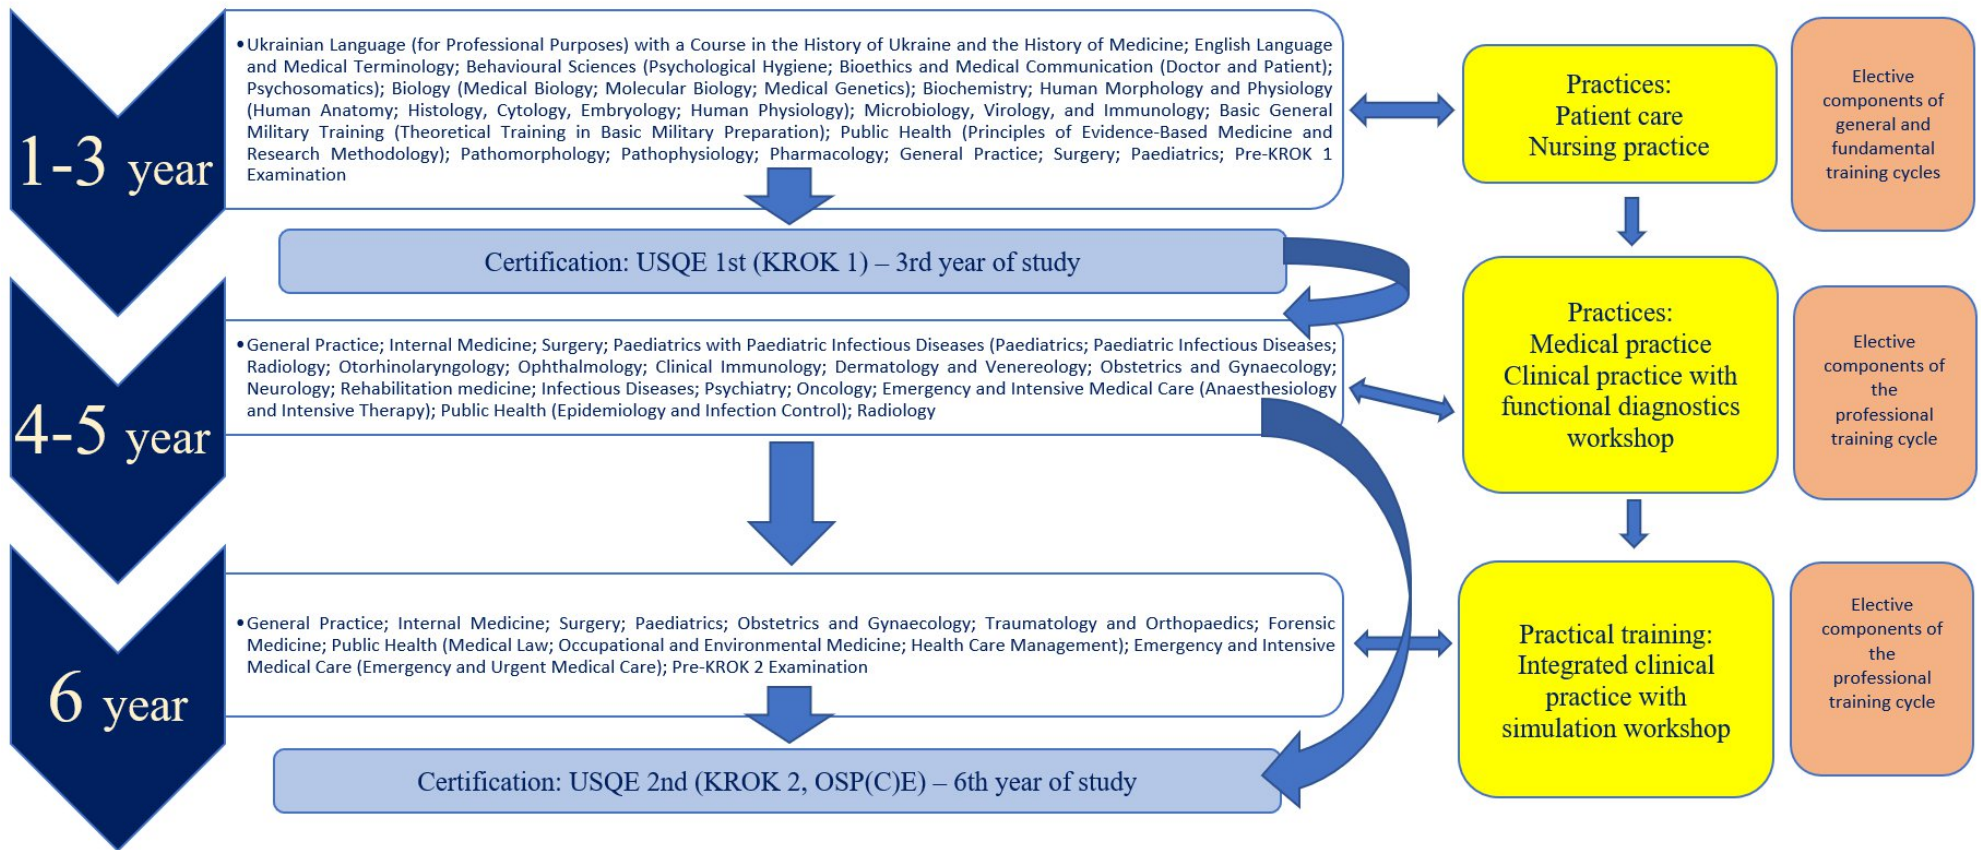 1-3 year
•Ukrainian Language (for Professional Purposes) with a Course in the History of Ukraine and the History of Medicine; English Language
and Medical Terminology; Behavioural Sciences (Psychological Hygiene; Bioethics and Medical Communication (Doctor and Patient);
Psychosomatics); Biology (Medical Biology; Molecular Biology; Medical Genetics); Biochemistry; Human Morphology and Physiology
(Human Anatomy; Histology, Cytology, Embryology; Human Physiology); Microbiology, Virology, and Immunology; Basic General
Military Training (Theoretical Training in Basic Military Preparation); Public Health (Principles of Evidence-Based Medicine and
Research Methodology); Pathomorphology; Pathophysiology; Pharmacology; General Practice; Surgery; Paediatrics; Pre-KROK 1
Examination
Practices:
Patient care
Nursing practice
Elective
components of
general and
fundamental
training cycles
Certification: USQE 1st (KROK 1) – 3rd year of study
4-5 year
•General Practice; Internal Medicine; Surgery; Paediatrics with Paediatric Infectious Diseases (Paediatrics; Paediatric Infectious Diseases;
Radiology; Otorhinolaryngology; Ophthalmology; Clinical Immunology; Dermatology and Venereology; Obstetrics and Gynaecology;
Neurology; Rehabilitation medicine; Infectious Diseases; Psychiatry; Oncology; Emergency and Intensive Medical Care (Anaesthesiology
and Intensive Therapy); Public Health (Epidemiology and Infection Control); Radiology
Practices:
Medical practice
Clinical practice with
functional diagnostics
workshop
Elective
components of
the
professional
training cycle
6 year
•General Practice; Internal Medicine; Surgery; Paediatrics; Obstetrics and Gynaecology; Traumatology and Orthopaedics; Forensic
Medicine; Public Health (Medical Law; Occupational and Environmental Medicine; Health Care Management); Emergency and Intensive
Medical Care (Emergency and Urgent Medical Care); Pre-KROK 2 Examination
Practical training:
Integrated clinical
practice with
simulation workshop
Elective
components of
the
professional
training cycle
Certification: USQE 2nd (KROK 2, OSP(C)E) – 6th year of study